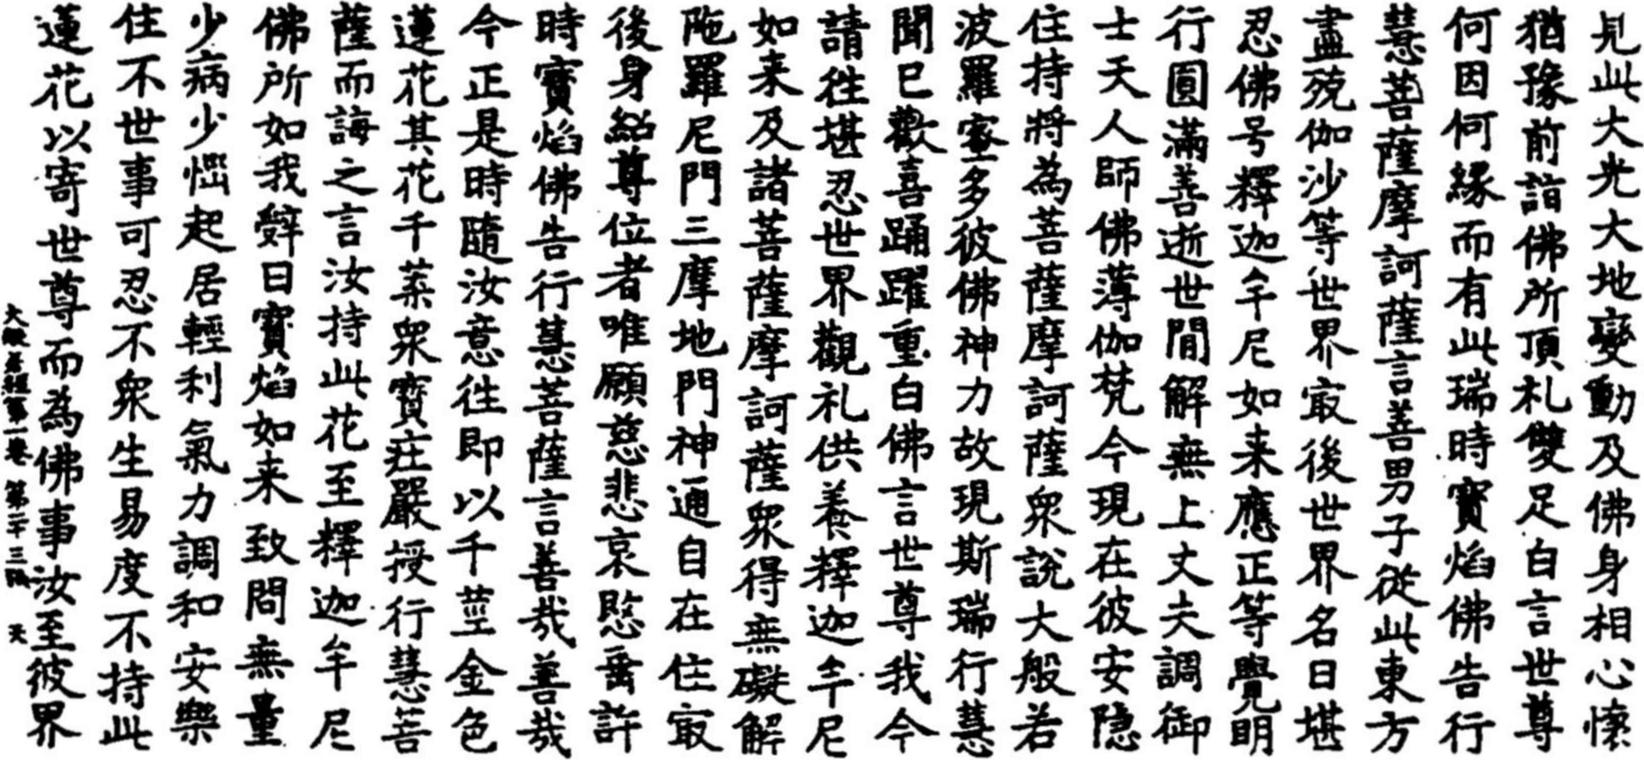 見此大光大地變動及佛身相心懷
猶豫前詣佛所頂礼雙足白言世尊
何因何縁而有此瑞時寶焰佛告行
慧菩薩摩訶薩言善男子從此東方
盡殑伽沙等世界寂後世界名曰堪
忍佛号釋迦牟尼如来應正等覺明
行圓滿善逝世間解無上丈夫調御
士天人師佛薄伽梵今現在彼安隱
住持將為菩薩摩訶薩衆說大般若
波羅蜜多彼佛神力故現斯瑞行慧
聞已歡喜踊躍重白佛言世尊我今
請徃堪忍世界觀礼供養釋迦牟尼
如来及諸菩薩摩訶薩衆得無礙解
陁羅尼門三摩地門神通自在住寂
後身紹尊位者唯願慈悲哀愍垂許
時寶焰佛告行慧菩薩言善哉善哉
今正是時隨汝意徃即以千莖金色
蓮花其花千葉衆寶庄嚴授行慧菩
薩而誨之言汝持此花至釋迦牟尼
佛所如我辤曰寶焰如来致問無量
少病少惱起居輕利氣力調和安樂
住不世事可忍不衆生易度不持此
蓮花以寄世尊而為佛事汝至彼界
大般若經第一卷 第二十三張 天